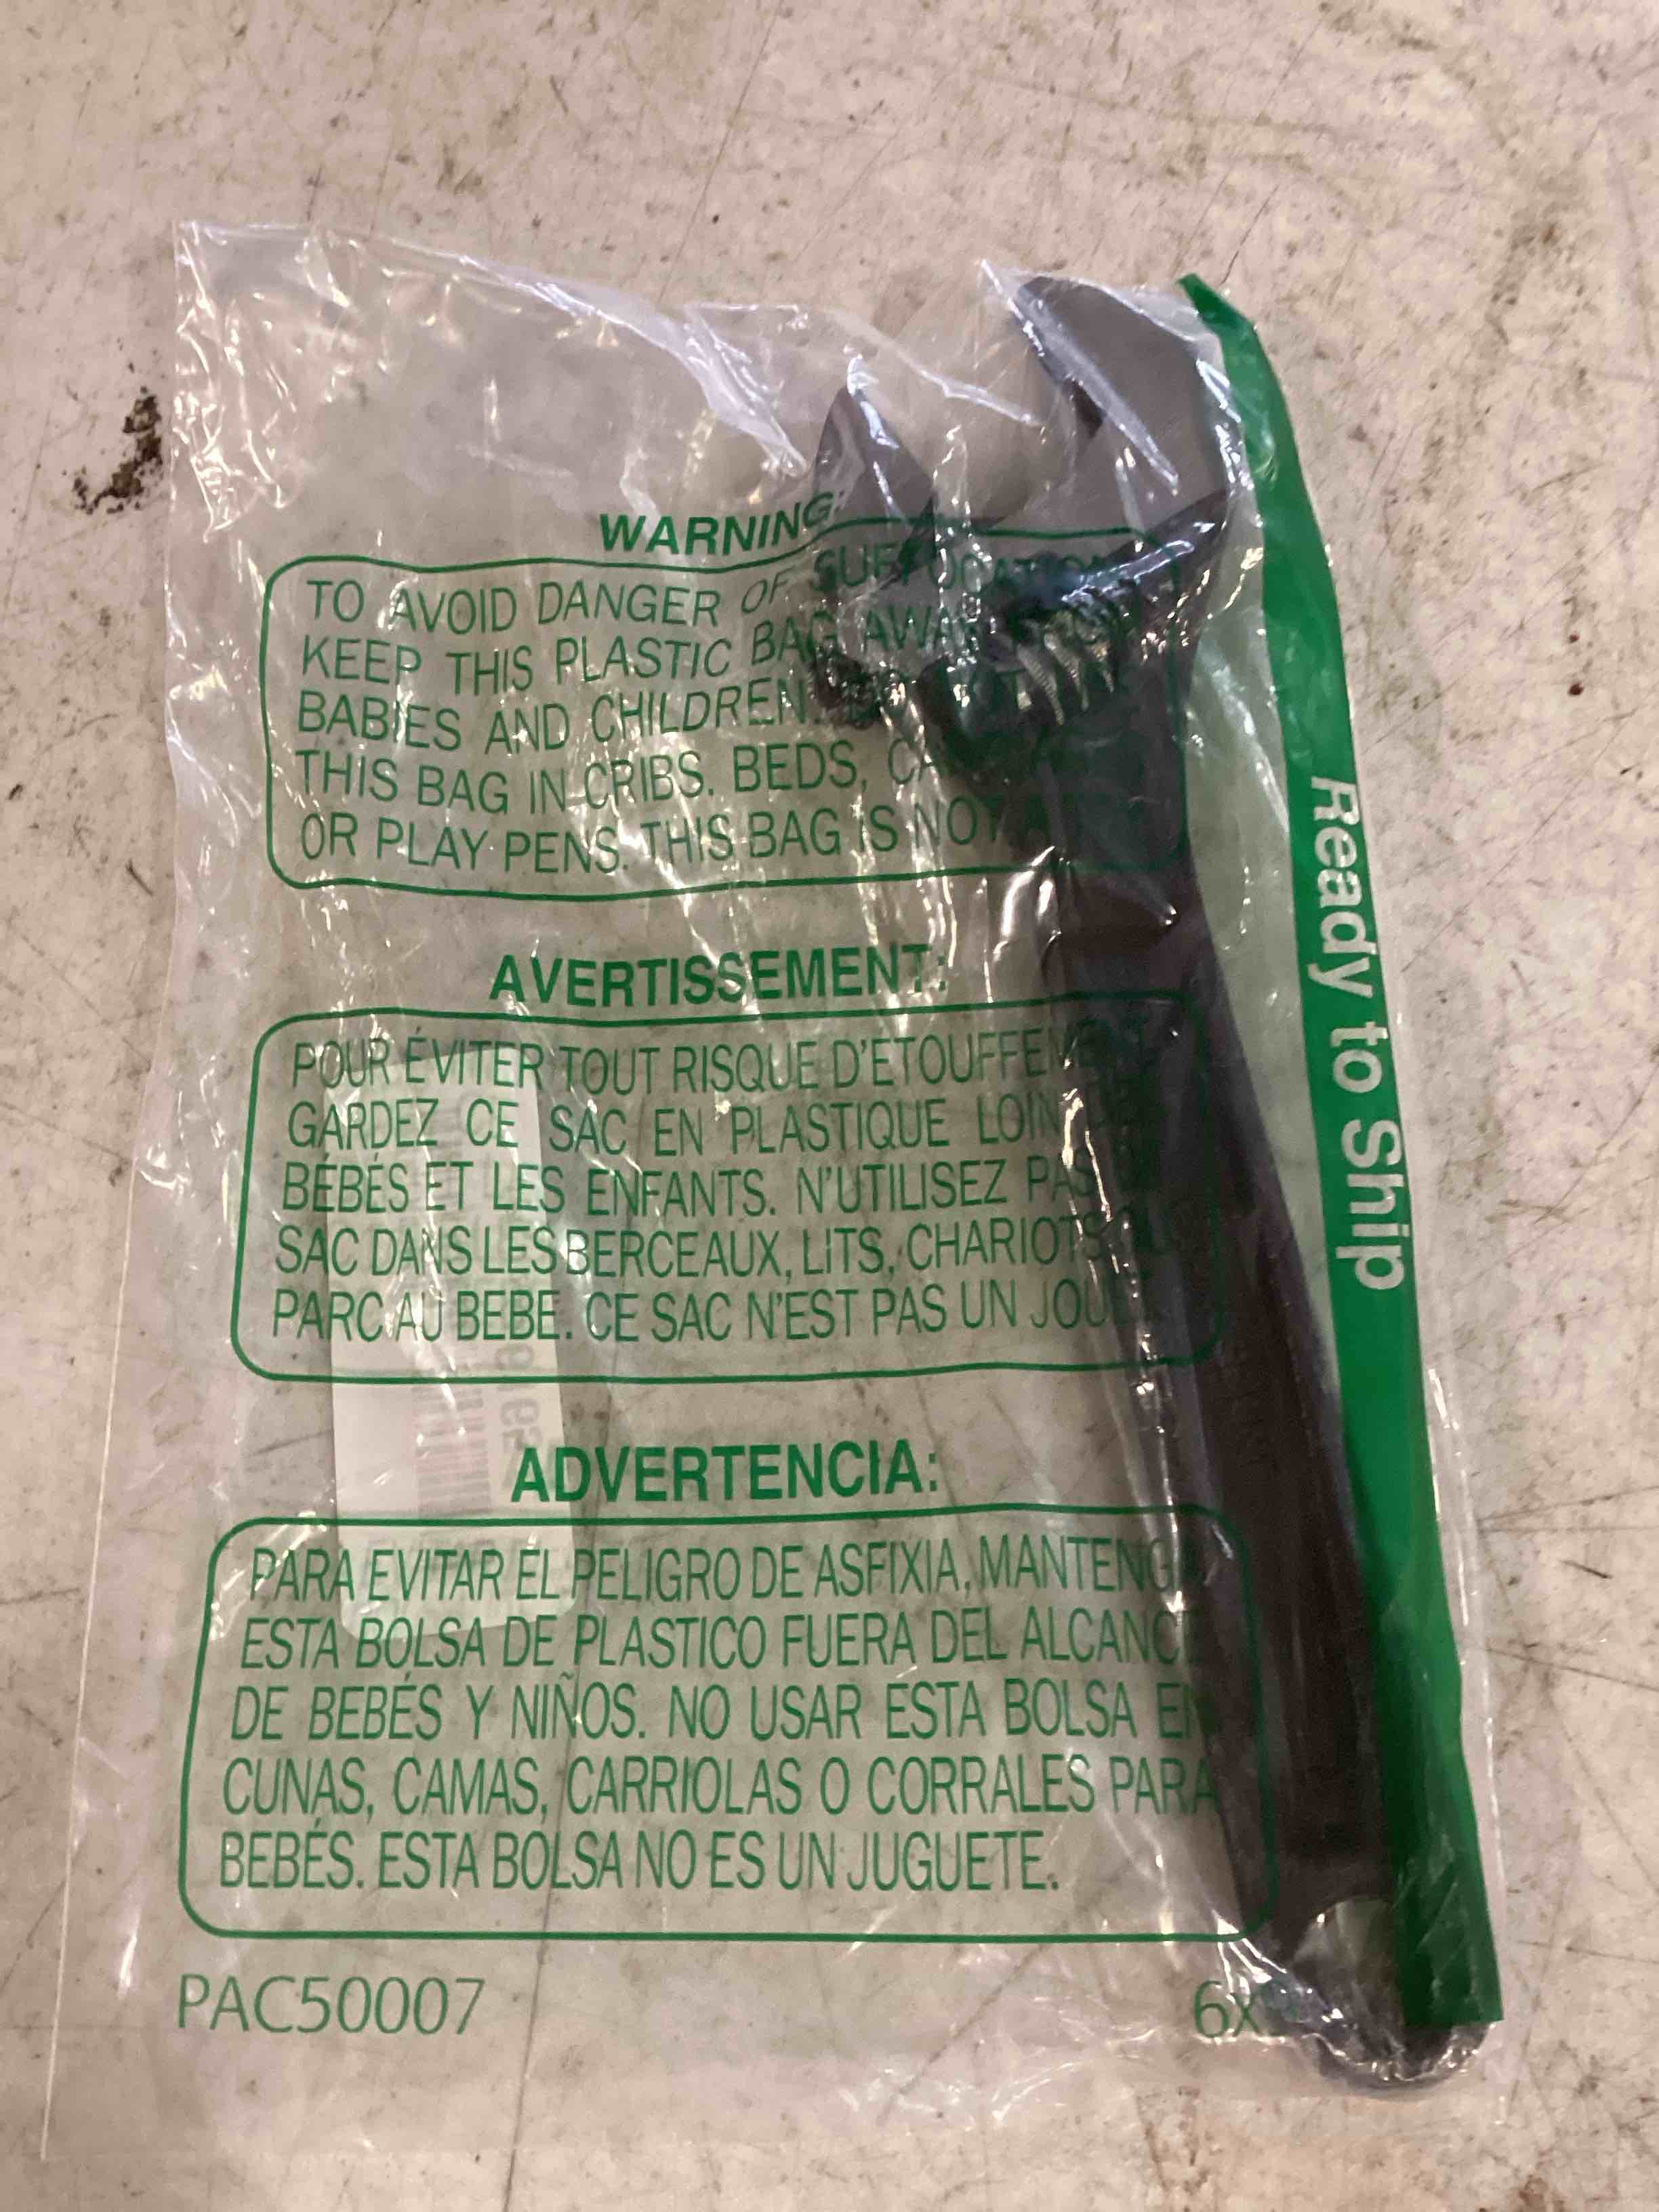 WARNING:
TO AVOID DANGER OF SUFFOCATION
KEEP THIS PLASTIC BAG AWAY
BABIES AND CHILDREN.
THIS BAG IN CRIBS. BEDS,
OR PLAY PENS. THIS BAG IS NOT A
AVERTISSEMENT:
POUR ÉVITER TOUT RISQUE D'ETOUFFEMENT
GARDEZ CE SAC EN PLASTIQUE LOIN
BÉBÉS ET LES ENFANTS. N'UTILISEZ PAS
SAC DANS LES BERCEAUX, LITS, CHARIOTS
PARC AU BEBE. CE SAC N'EST PAS UN JOUET
ADVERTENCIA:
PARA EVITAR EL PELIGRO DE ASFIXIA, MANTENGA
ESTA BOLSA DE PLASTICO FUERA DEL ALCANCE
DE BEBÉS Y NIÑOS. NO USAR ESTA BOLSA EN
CUNAS, CAMAS, CARRIOLAS O CORRALES PARA
BEBÉS. ESTA BOLSA NO ES UN JUGUETE.
PAC50007
Ready to Ship